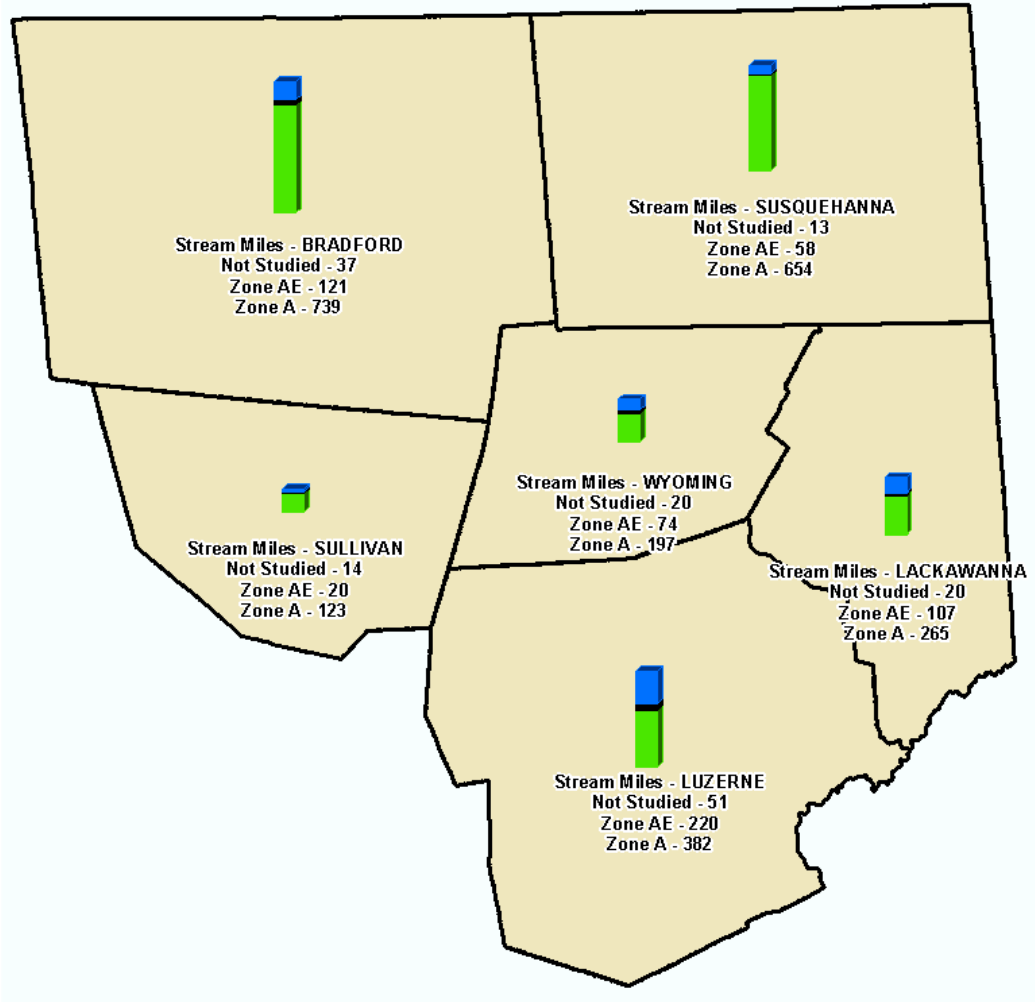 Stream Miles - BRADFORD
Not Studied - 37
Zone AE - 121
Zone A - 739
Stream Miles - SUSQUEHANNA
Not Studied - 13
Zone AE - 58
Zone A - 654
Stream Miles - SULLIVAN
Not Studied - 14
Zone AE - 20
Zone A - 123
Stream Miles - WYOMING
Not Studied - 20
Zone AE - 74
Zone A - 197
Stream Miles - LACKAWANNA
Not Studied - 20
Zone AE - 107
Zone A - 265
Stream Miles - LUZERNE
Not Studied - 51
Zone AE - 220
Zone A - 382